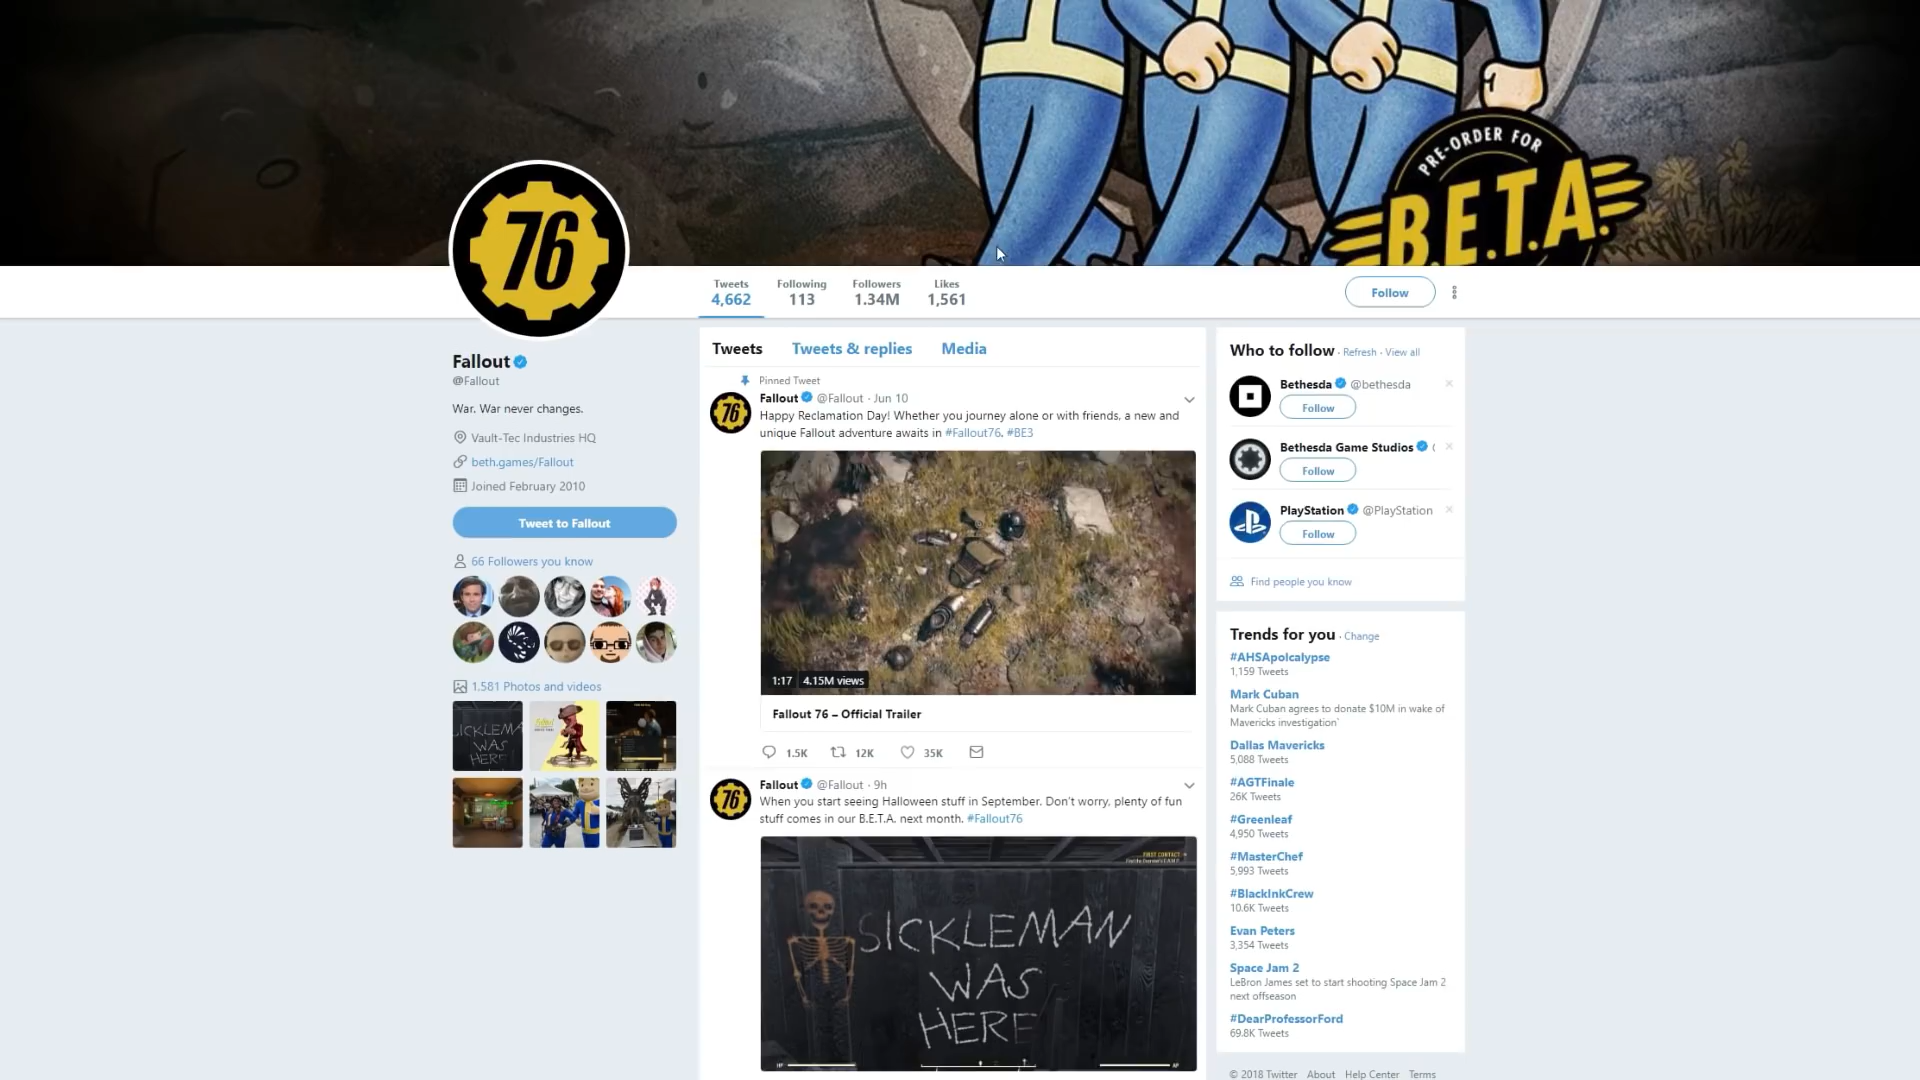 PRE-ORDER FOR
B.E.T.A.
76
Tweets
4,662
Following
113
Followers
1.34M
Likes
1,561
Follow
Fallout
@Fallout
War. War never changes.
Vault-Tec Industries HQ
beth.games/Fallout
Joined February 2010
Tweet to Fallout
66 Followers you know
1,581 Photos and videos
SICKLEMAN
WAS
HERE
Tweets Tweets & replies Media
Pinned Tweet
76
Fallout @Fallout · Jun 10
Happy Reclamation Day! Whether you journey alone or with friends, a new and
unique Fallout adventure awaits in #Fallout76. #BE3
1:17 4.15M views
Fallout 76 – Official Trailer
1.5K 12K 35K
76
Fallout @Fallout · 9h
When you start seeing Halloween stuff in September. Don't worry, plenty of fun
stuff comes in our B.E.T.A. next month. #Fallout76
FIRST CONTACT
SICKLEMAN
WAS
HERE
HP
AP
Who to follow · Refresh · View all
Bethesda @bethesda
Follow
Bethesda Game Studios
Follow
PlayStation @PlayStation
Follow
Find people you know
Trends for you · Change
#AHSApolcalypse
1,159 Tweets
Mark Cuban
Mark Cuban agrees to donate $10M in wake of
Mavericks investigation`
Dallas Mavericks
5,088 Tweets
#AGTFinale
26K Tweets
#Greenleaf
4,950 Tweets
#MasterChef
5,993 Tweets
#BlackInkCrew
10.6K Tweets
Evan Peters
3,354 Tweets
Space Jam 2
LeBron James set to start shooting Space Jam 2
next offseason
#DearProfessorFord
69.8K Tweets
© 2018 Twitter About Help Center Terms